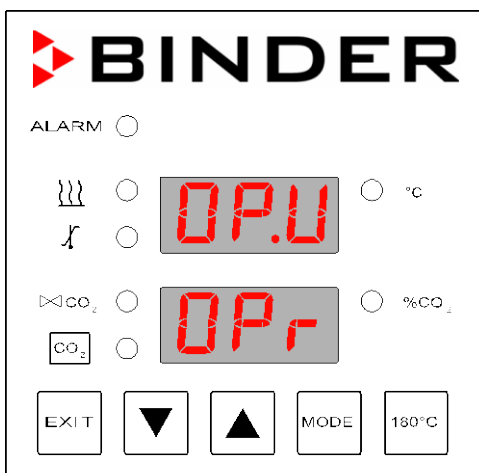 BINDER
ALARM
°C
OP.U
CO₂ %CO₂
OPr
CO₂
EXIT MODE 180°C